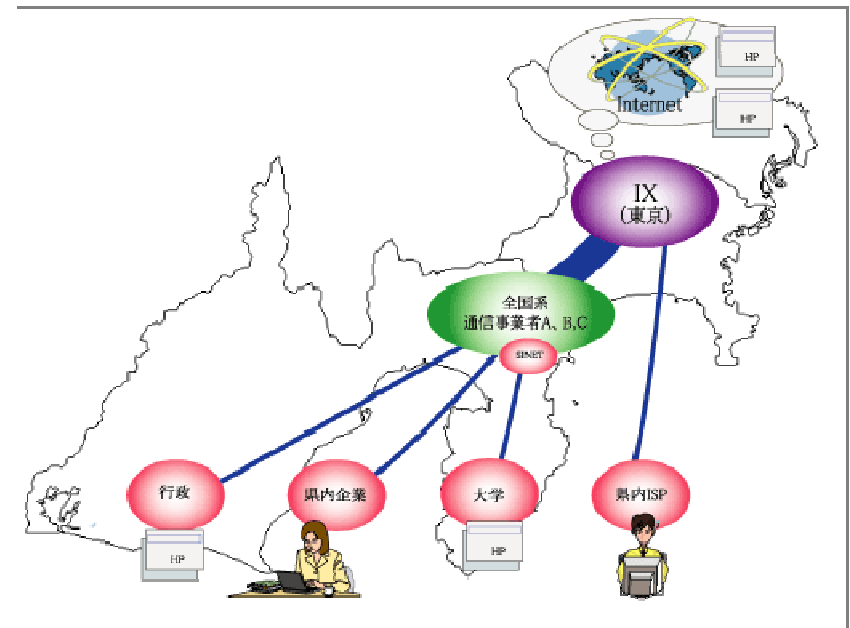 HP
Internet
HP
IX
(東京)
全国系
通信事業者A、B,C
SINET
行政
県内企業
大学
県内ISP
HP
HP